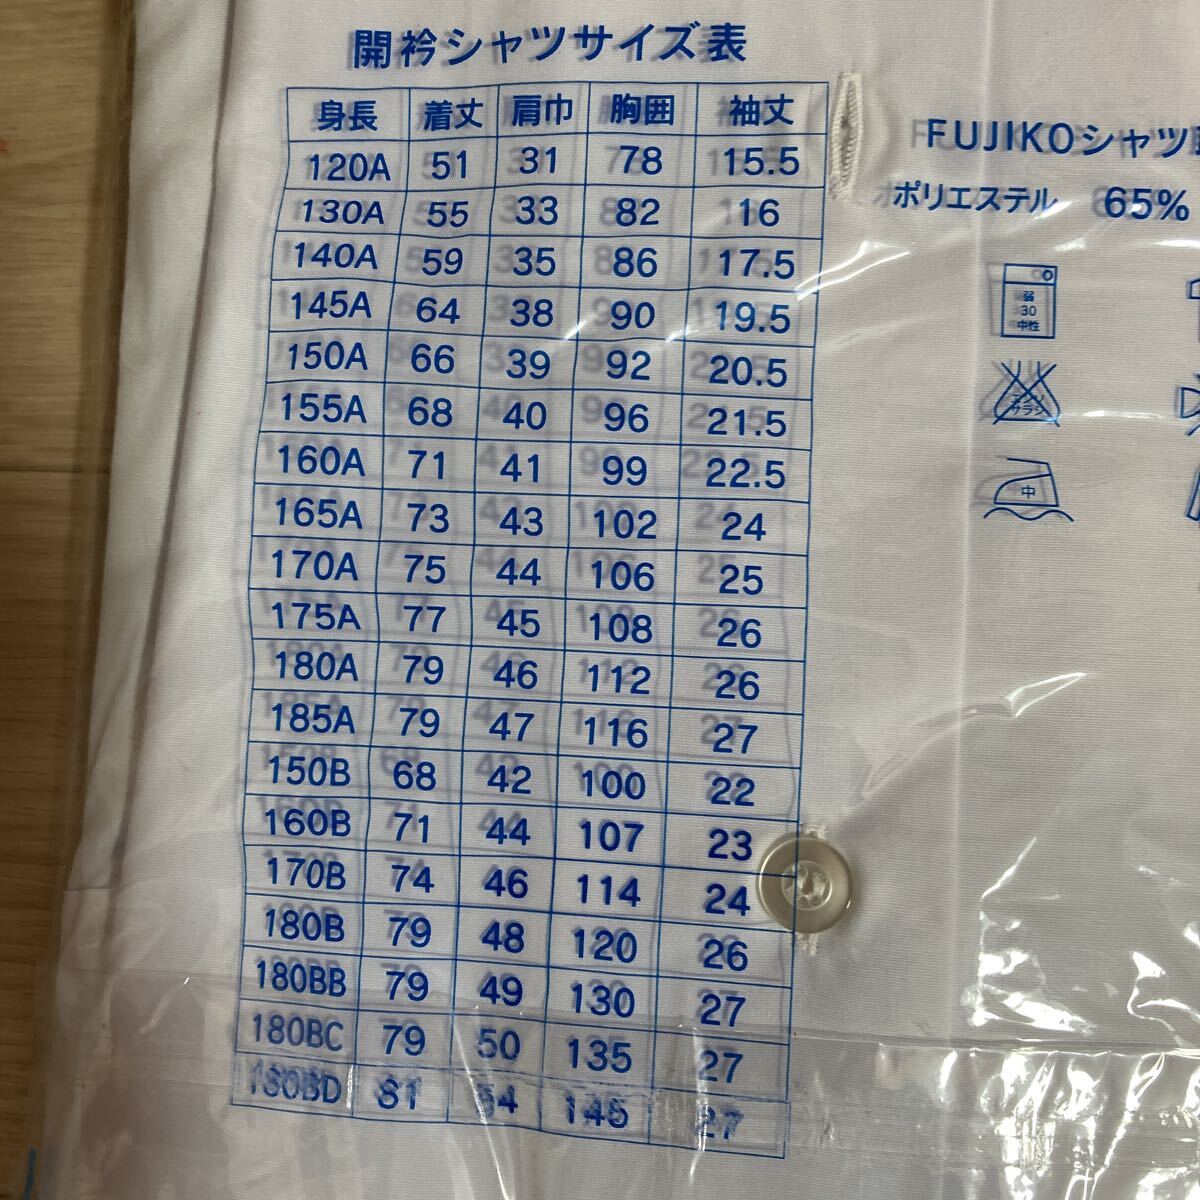 開衿シャツサイズ表
身長 着丈 肩巾 胸囲 袖丈
120A 51 31 78 15.5
130A 55 33 82 16
140A 59 35 86 17.5
145A 64 38 90 19.5
150A 66 39 92 20.5
155A 68 40 96 21.5
160A 71 41 99 22.5
165A 73 43 102 24
170A 75 44 106 25
175A 77 45 108 26
180A 79 46 112 26
185A 79 47 116 27
150B 68 42 100 22
160B 71 44 107 23
170B 74 46 114 24
180B 79 48 120 26
180BB 79 49 130 27
180BC 79 50 135 27
180BD 81 54 27
FUJIKOシャツ
ポリエステル 65%
弱
30
中性
エンソ
サラシ
中